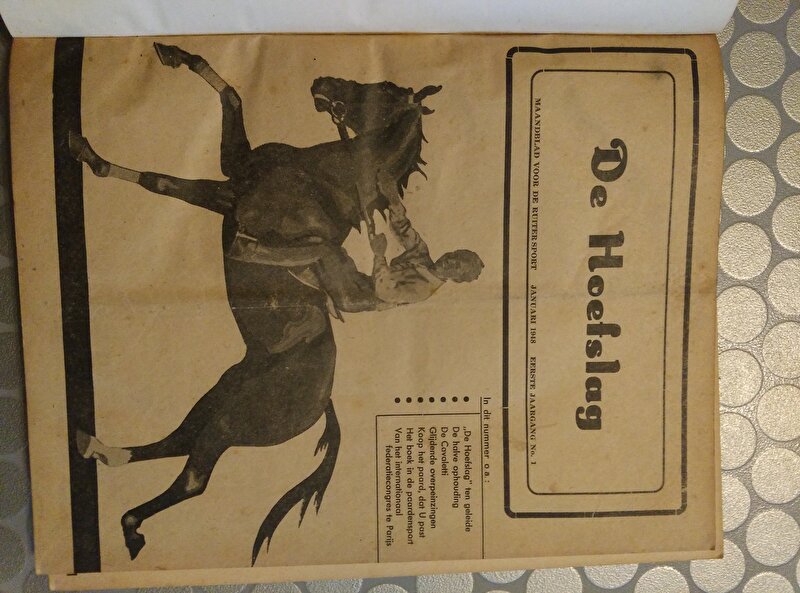 De Hoefslag
MAANDBLAD VOOR DE RUITERSPORT JANUARI 1948 EERSTE JAARGANG No. 1
In dit nummer o.a.:
„De Hoefslag” ten geleide
De halve ophouding
De Cavaletti
Glijdende overpeinzingen
Koop het paard, dat U past
Het boek in de paardensport
Van het internationaal
federatiecongres te Parijs